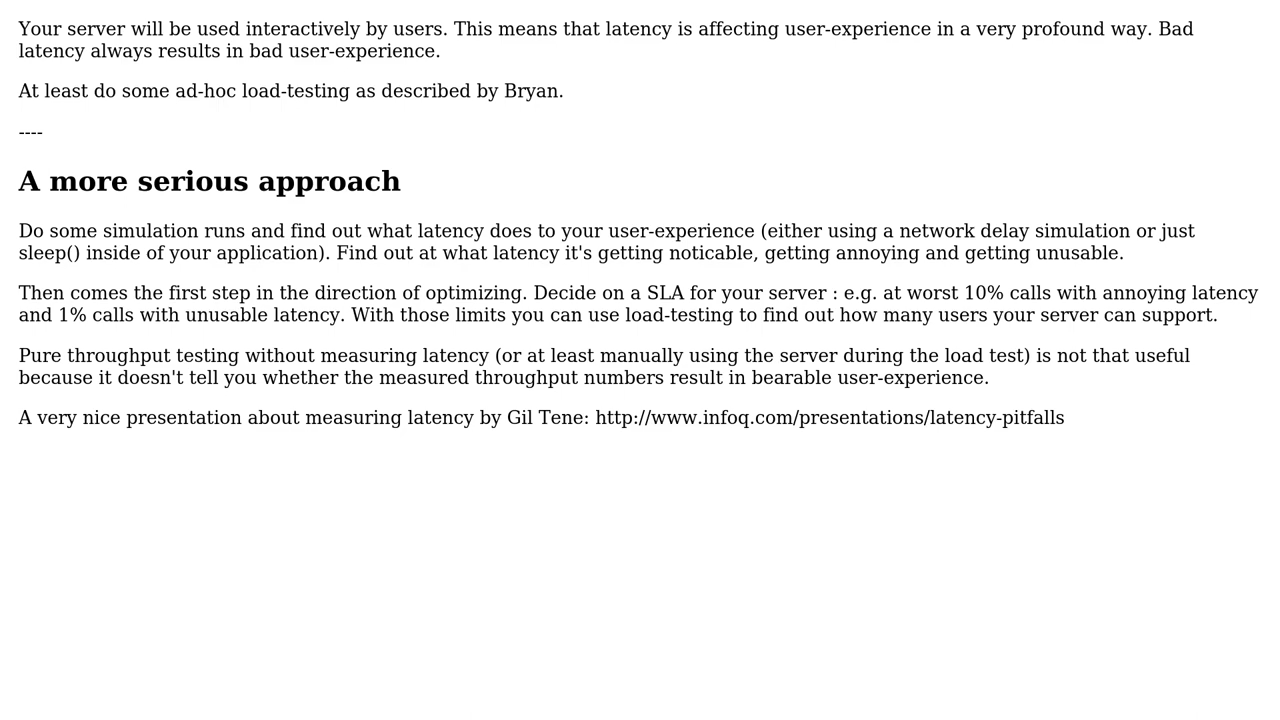 Your server will be used interactively by users. This means that latency is affecting user-experience in a very profound way. Bad
latency always results in bad user-experience.
At least do some ad-hoc load-testing as described by Bryan.
----
A more serious approach
Do some simulation runs and find out what latency does to your user-experience (either using a network delay simulation or just
sleep() inside of your application). Find out at what latency it's getting noticable, getting annoying and getting unusable.
Then comes the first step in the direction of optimizing. Decide on a SLA for your server : e.g. at worst 10% calls with annoying latency
and 1% calls with unusable latency. With those limits you can use load-testing to find out how many users your server can support.
Pure throughput testing without measuring latency (or at least manually using the server during the load test) is not that useful
because it doesn't tell you whether the measured throughput numbers result in bearable user-experience.
A very nice presentation about measuring latency by Gil Tene: http://www.infoq.com/presentations/latency-pitfalls